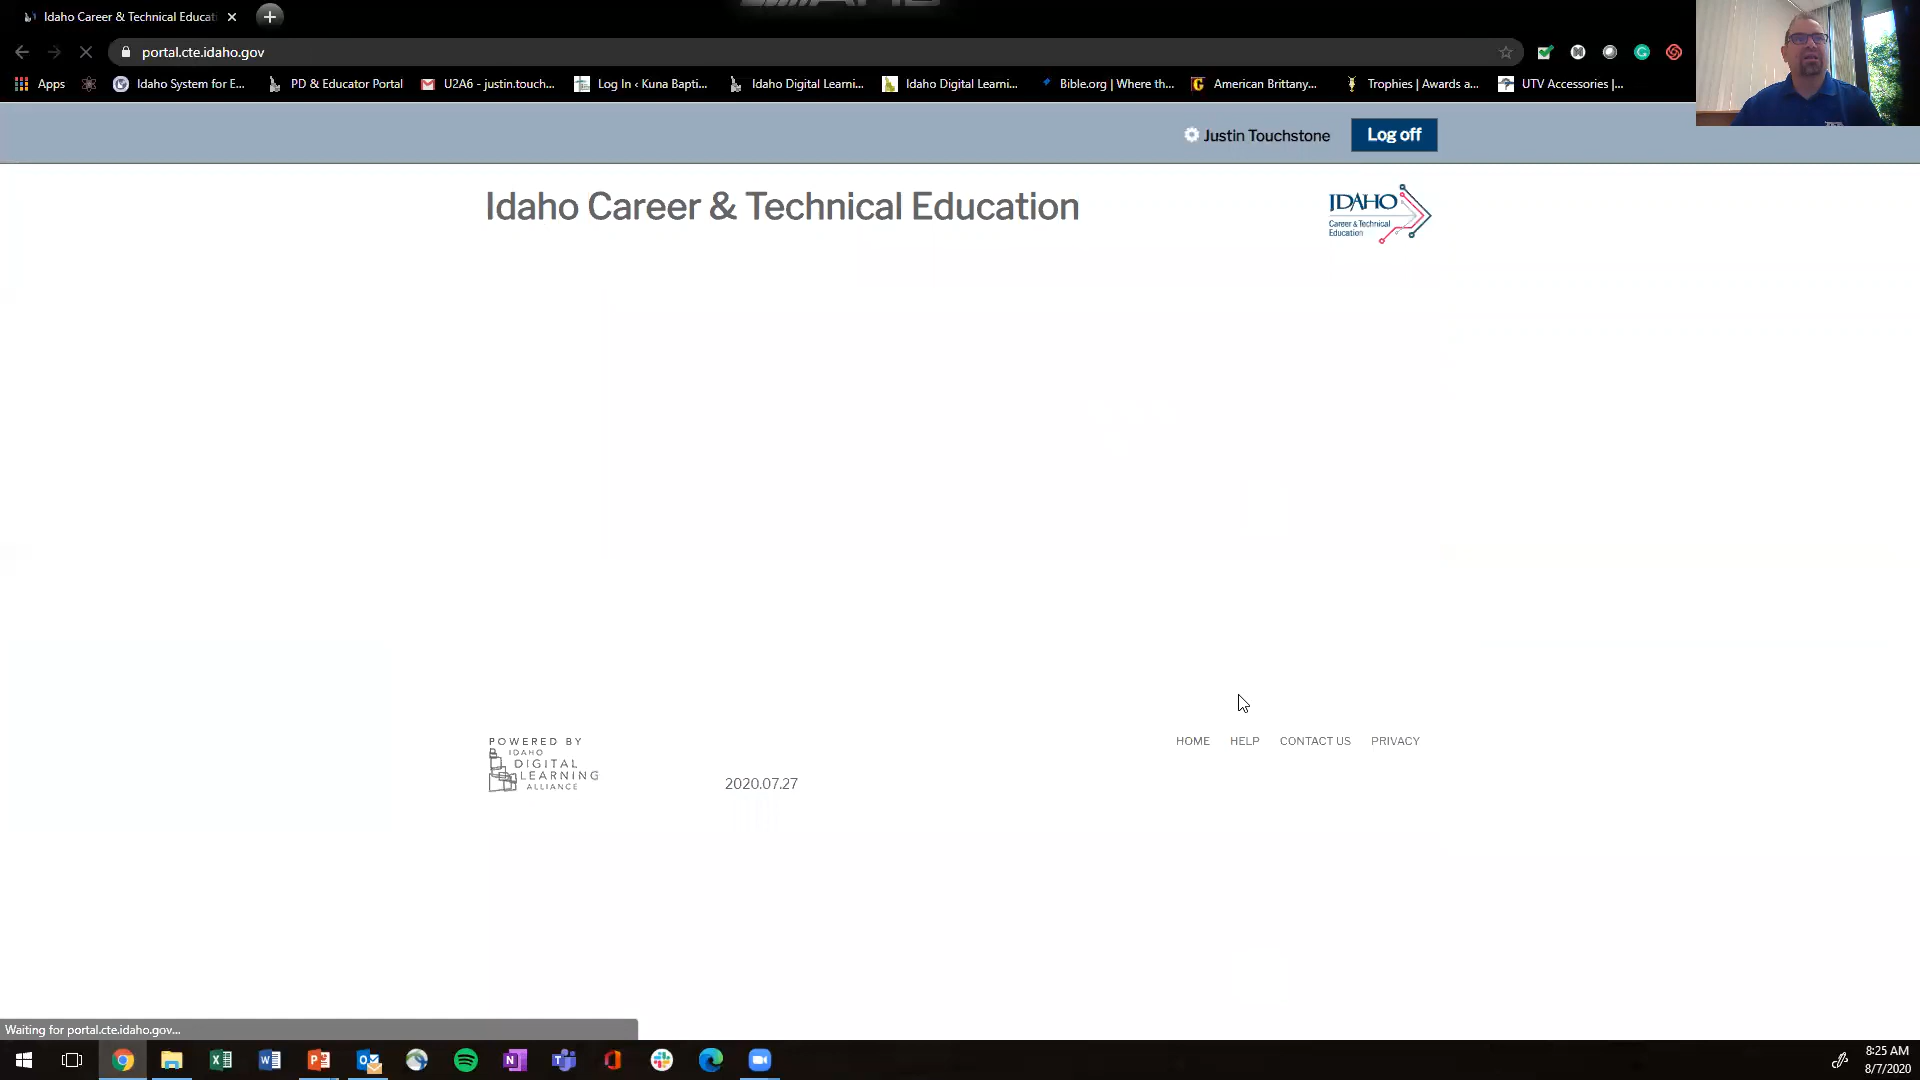 Idaho Career & Technical Educati
portal.cte.idaho.gov
Apps
Idaho System for E...
PD & Educator Portal
U2A6 - justin.touch...
Log In ‹ Kuna Bapti...
Idaho Digital Learni...
Idaho Digital Learni...
Bible.org | Where th...
American Brittany...
Trophies | Awards a...
UTV Accessories |...
Justin Touchstone
Log off
Idaho Career & Technical Education
IDAHO
Career & Technical
Education
POWERED BY
IDAHO
DIGITAL
LEARNING
ALLIANCE
2020.07.27
HOME
HELP
CONTACT US
PRIVACY
Waiting for portal.cte.idaho.gov...
8:25 AM
8/7/2020